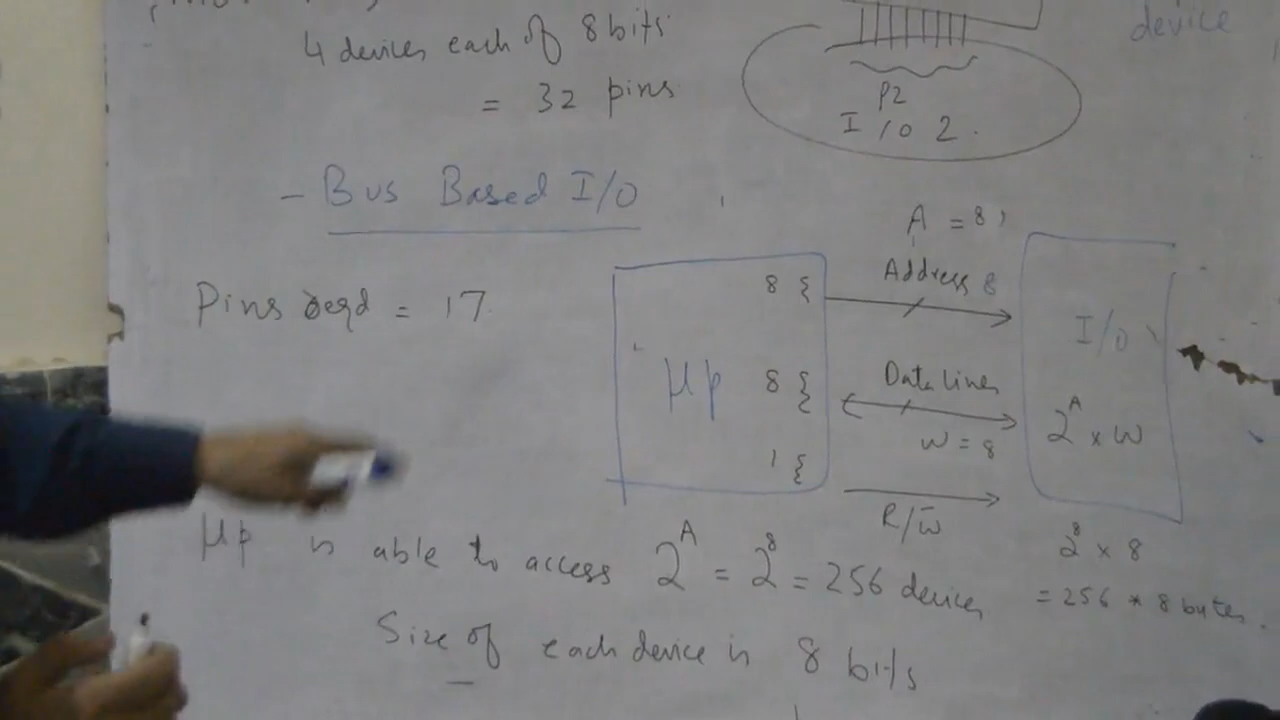 4 devices each of 8 bits
= 32 pins
P2
I/O 2.
device
- Bus Based I/O
Pins reqd = 17
A = 8
8 {
Address 8
I/O
μp
8 {
Data lines
W = 8
2^A x W
1 {
R/W̅
2^8 x 8
= 256 * 8 bytes.
μp is able to access 2^A = 2^8 = 256 devices
Size of each device is 8 bits